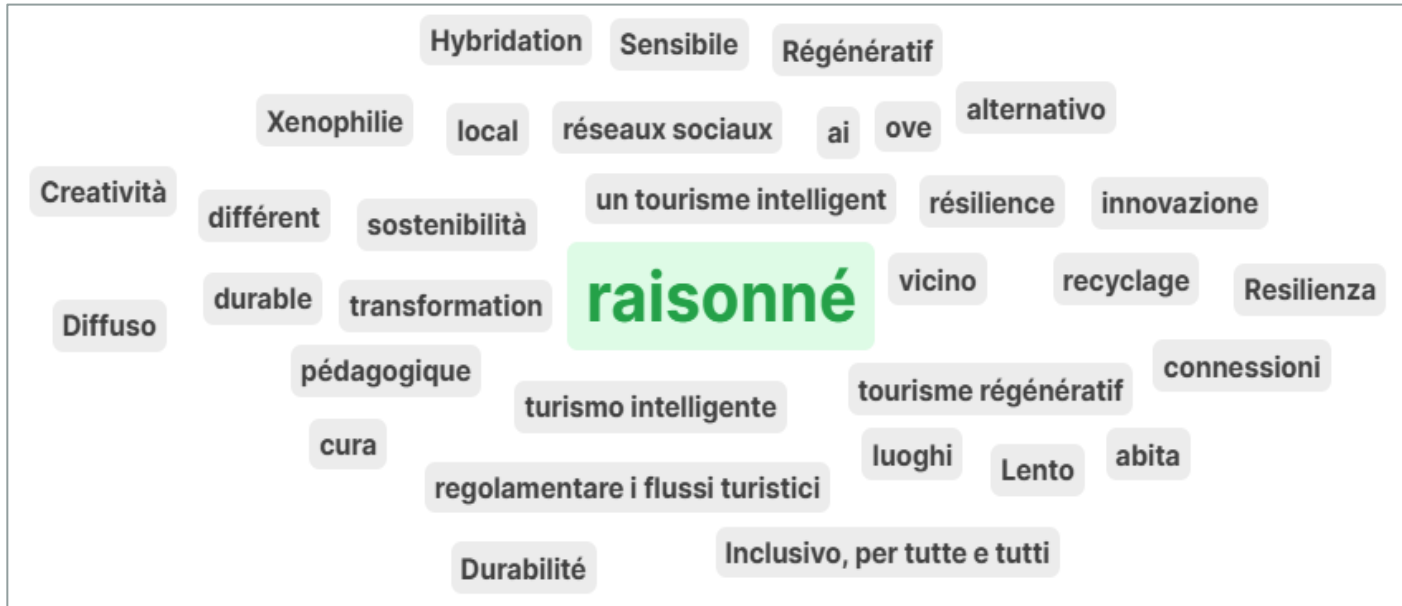 Hybridation
Sensibile
Régénératif
Xenophilie
local
réseaux sociaux
ai
ove
alternativo
Creatività
différent
sostenibilità
un tourisme intelligent
résilience
innovazione
Diffuso
durable
transformation
raisonné
vicino
recyclage
Resilienza
pédagogique
turismo intelligente
tourisme régénératif
connessioni
cura
regolamentare i flussi turistici
luoghi
Lento
abita
Durabilité
Inclusivo, per tutte e tutti